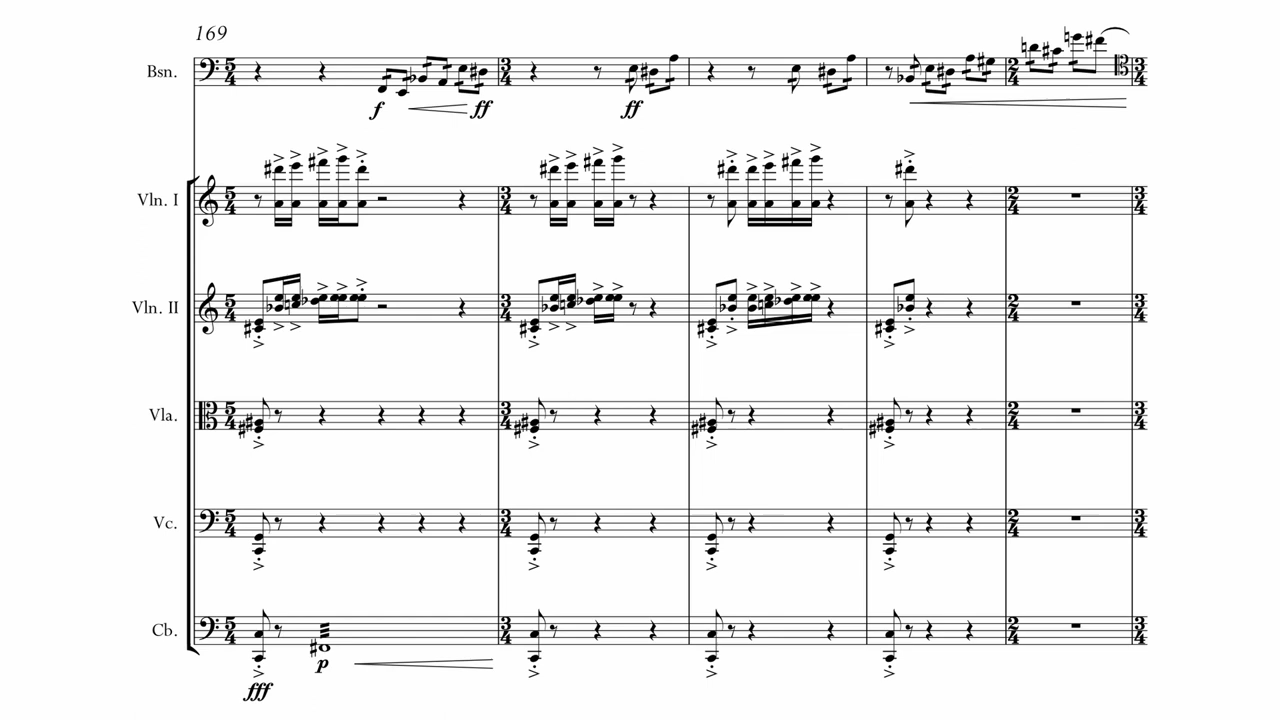 169
Bsn.
f ff ff
Vln. I
Vln. II
Vla.
Vc.
Cb.
p
fff